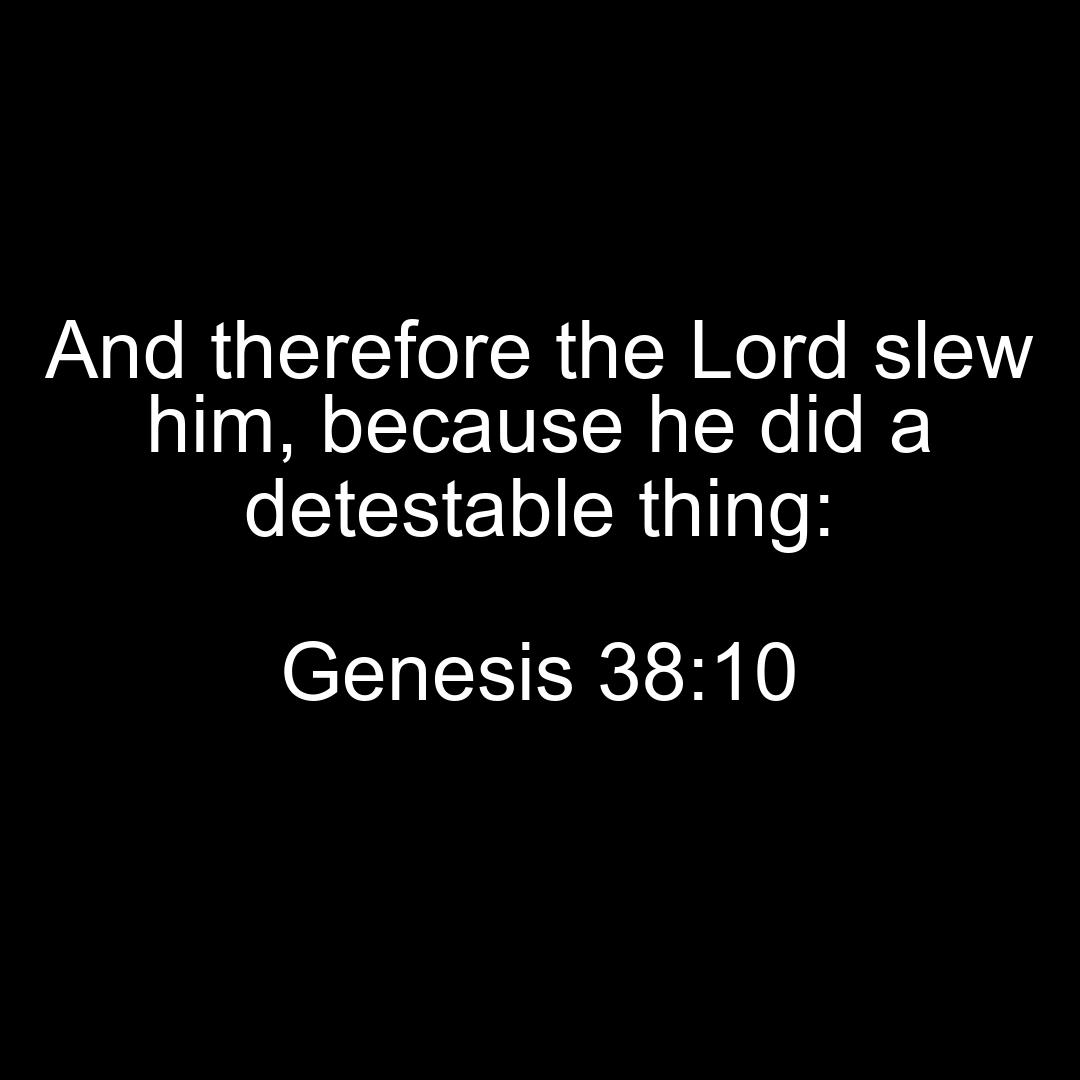 And therefore the Lord slew
him, because he did a
detestable thing:
Genesis 38:10